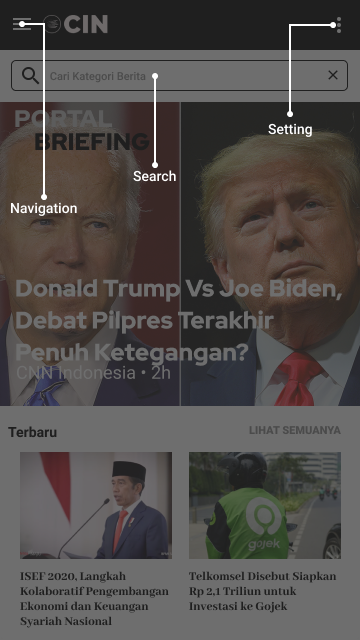 CIN
Cari Kategori Berita
Setting
PORTAL
BRIEFING
Search
Navigation
Donald Trump Vs Joe Biden,
Debat Pilpres Terakhir
Penuh Ketegangan?
CNN Indonesia • 2h
Terbaru
LIHAT SEMUANYA
gojek
ISEF 2020, Langkah
Kolaboratif Pengembangan
Ekonomi dan Keuangan
Syariah Nasional
Telkomsel Disebut Siapkan
Rp 2,1 Triliun untuk
Investasi ke Gojek